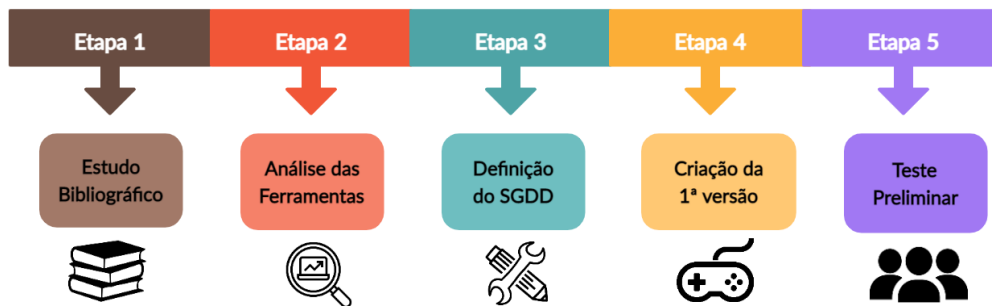 Etapa 1
Etapa 2
Etapa 3
Etapa 4
Etapa 5
Estudo
Bibliográfico
Análise das
Ferramentas
Definição
do SGDD
Criação da
1ª versão
Teste
Preliminar